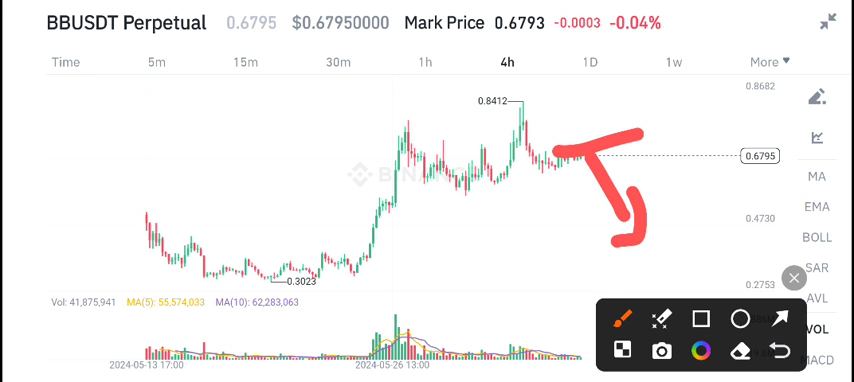 BBUSDT Perpetual 0.6795 $0.67950000 Mark Price 0.6793 -0.0003 -0.04%
Time 5m 15m 30m 1h 4h 1D 1w More
0.8682
0.8412
0.6795
MA
EMA
0.4730
BOLL
SAR
0.3023
0.2753
AVL
Vol: 41,875,941 MA(5): 55,574,033 MA(10): 62,283,063
VOL
MACD
2024-05-13 17:00 2024-05-26 13:00